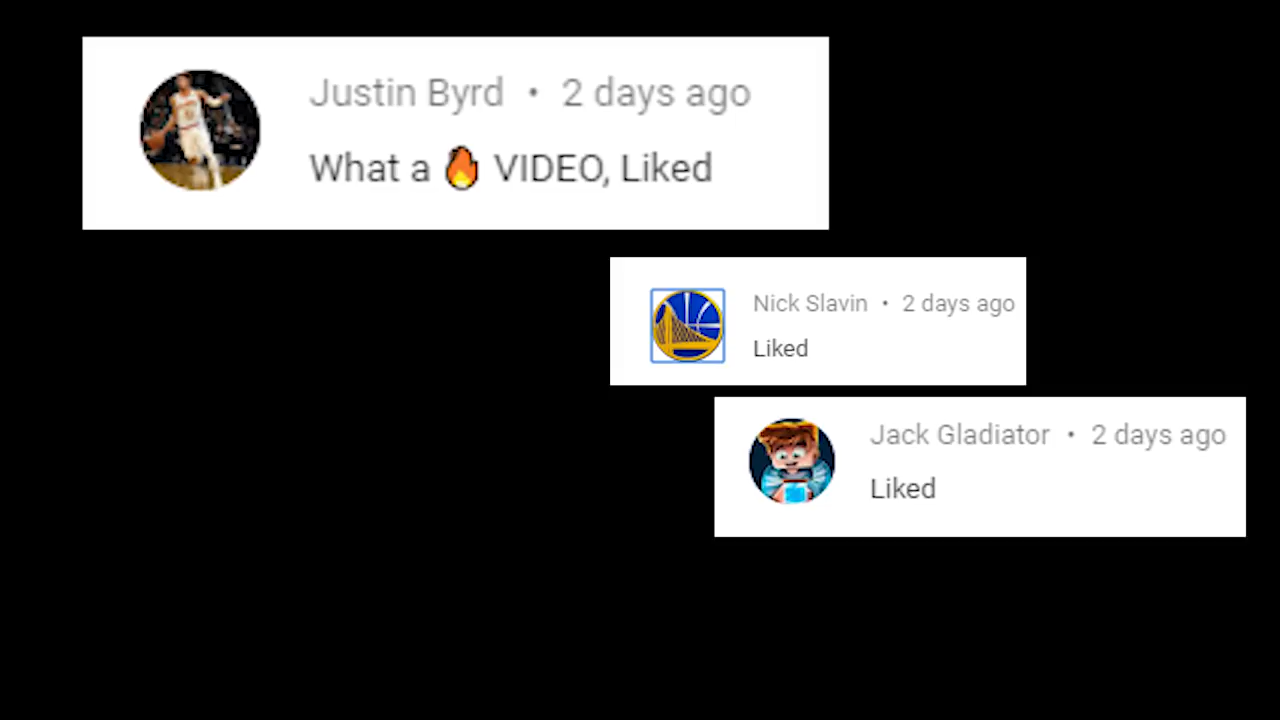 Justin Byrd • 2 days ago
What a 🔥 VIDEO, Liked
Nick Slavin • 2 days ago
Liked
Jack Gladiator • 2 days ago
Liked